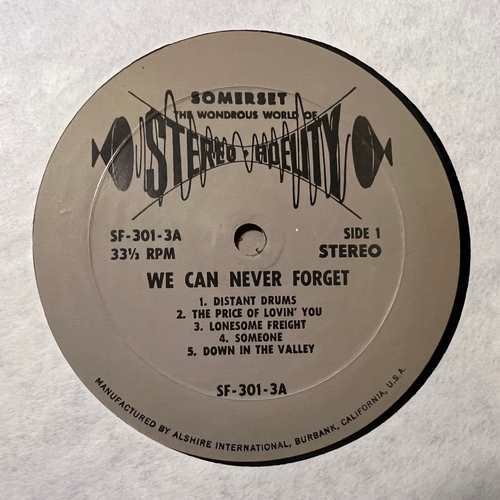 SOMERSET
THE WONDROUS WORLD OF
STEREO-FIDELITY
SF-301-3A
33⅓ RPM
SIDE 1
STEREO
WE CAN NEVER FORGET
1. DISTANT DRUMS
2. THE PRICE OF LOVIN' YOU
3. LONESOME FREIGHT
4. SOMEONE
5. DOWN IN THE VALLEY
SF-301-3A
MANUFACTURED BY ALSHIRE INTERNATIONAL, BURBANK, CALIFORNIA, U.S.A.